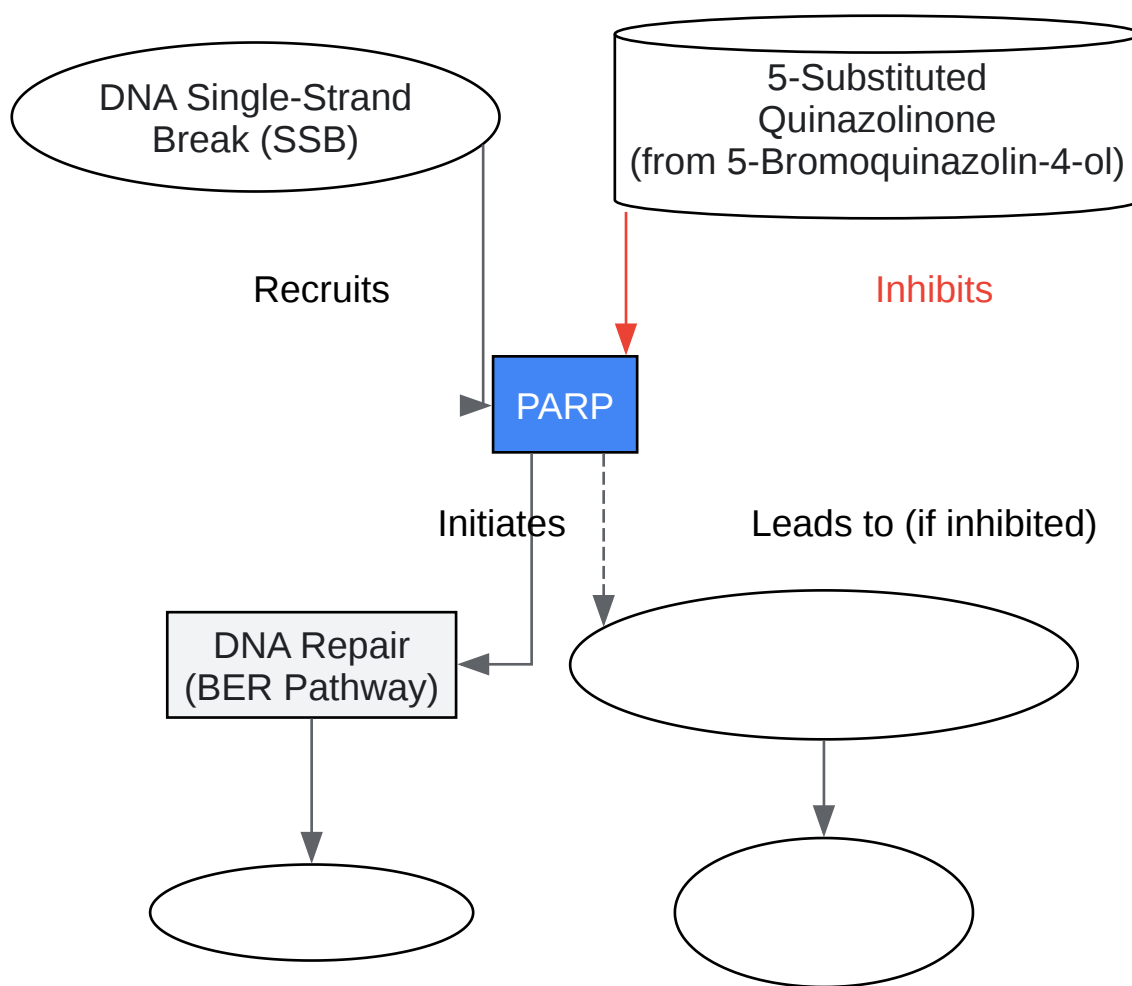 DNA Single-Strand
Break (SSB)
5-Substituted
Quinazolinone
(from 5-Bromoquinazolin-4-ol)
Recruits
Inhibits
PARP
Initiates
Leads to (if inhibited)
DNA Repair
(BER Pathway)